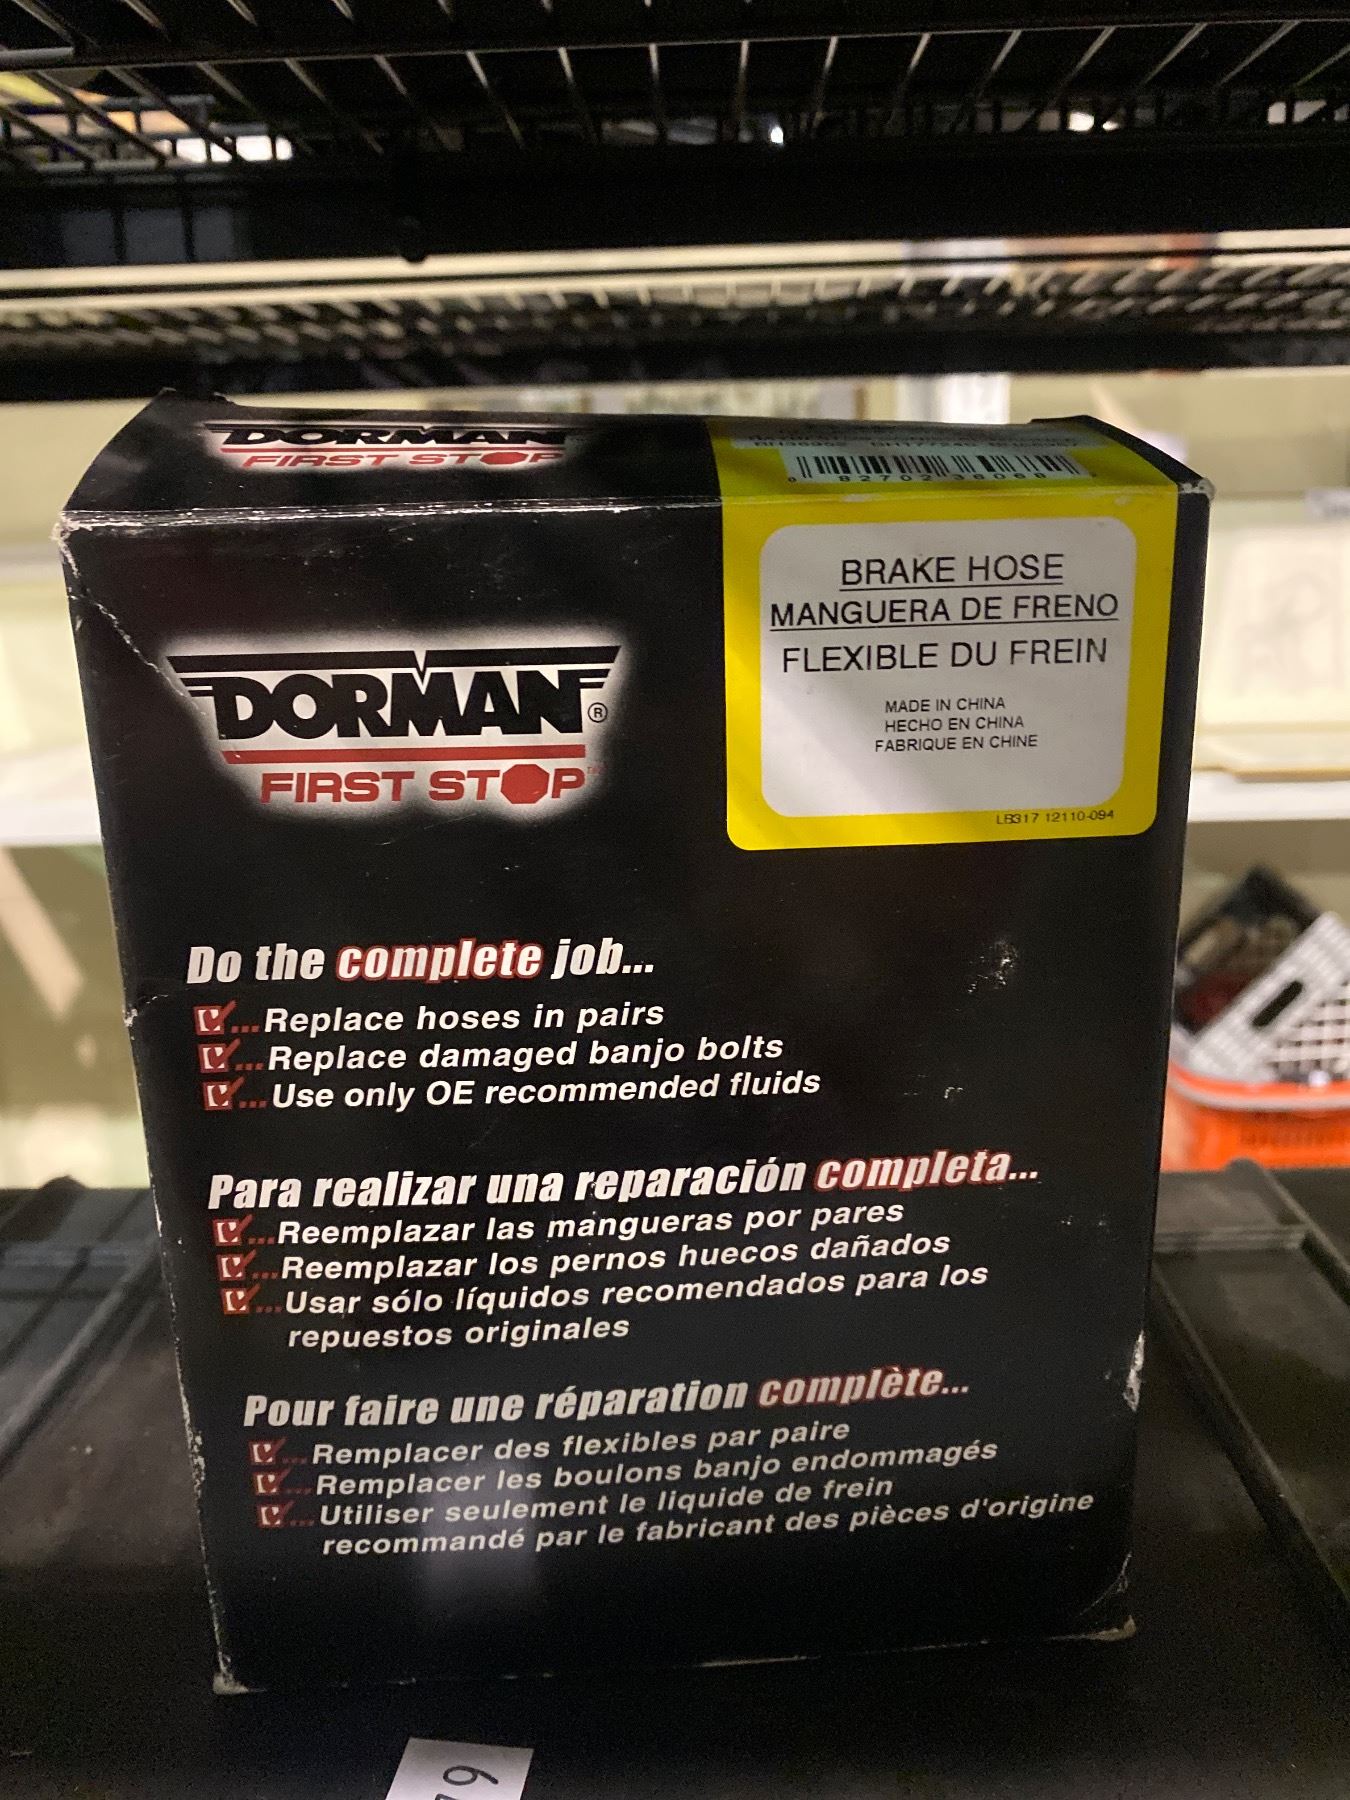 DORMAN
FIRST STOP
82702 38068
BRAKE HOSE
MANGUERA DE FRENO
FLEXIBLE DU FREIN
MADE IN CHINA
HECHO EN CHINA
FABRIQUE EN CHINE
LB317 12110-094
DORMAN®
FIRST STOP
Do the complete job...
...Replace hoses in pairs
...Replace damaged banjo bolts
...Use only OE recommended fluids
Para realizar una reparación completa...
...Reemplazar las mangueras por pares
...Reemplazar los pernos huecos dañados
...Usar sólo líquidos recomendados para los
repuestos originales
Pour faire une réparation complète...
...Remplacer des flexibles par paire
...Remplacer les boulons banjo endommagés
...Utiliser seulement le liquide de frein
recommandé par le fabricant des pièces d'origine